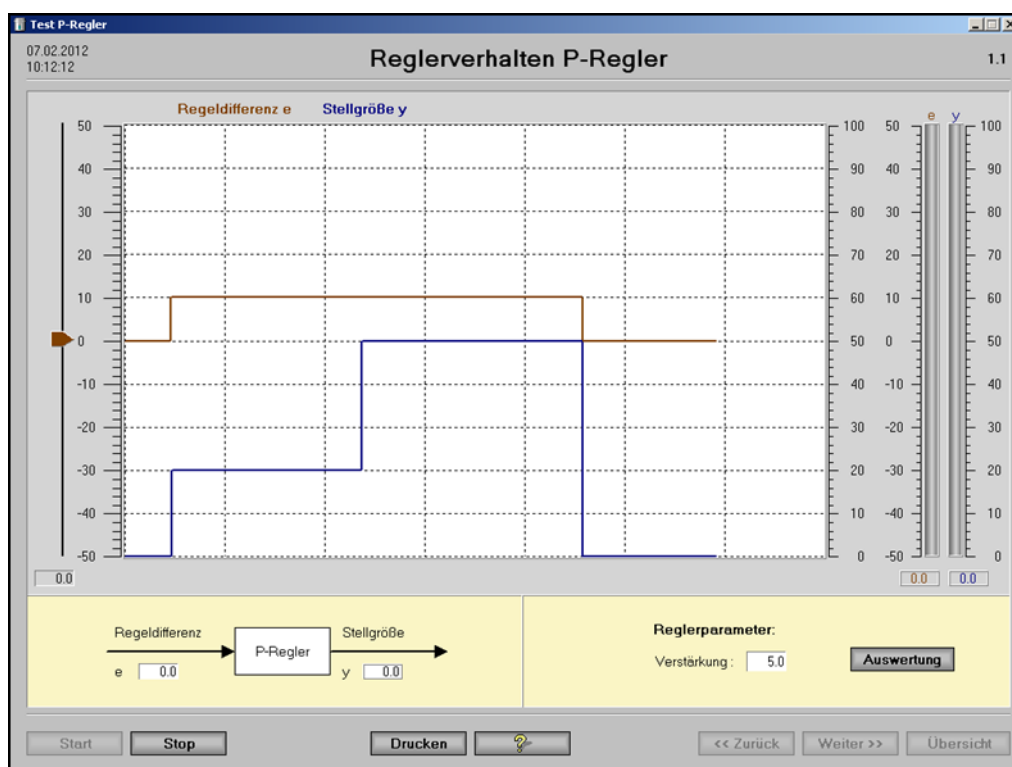 Test P-Regler
07.02.2012
10:12:12
Reglerverhalten P-Regler
1.1
Regeldifferenz e Stellgröße y
e y
50 100 50 100
40 90 40 90
30 80 30 80
20 70 20 70
10 60 10 60
0 50 0 50
-10 40 -10 40
-20 30 -20 30
-30 20 -30 20
-40 10 -40 10
-50 0 -50 0
0.0 0.0 0.0
Regeldifferenz Stellgröße
P-Regler
e 0.0 y 0.0
Reglerparameter:
Verstärkung : 5.0 Auswertung
Start Stop Drucken ? << Zurück Weiter >> Übersicht